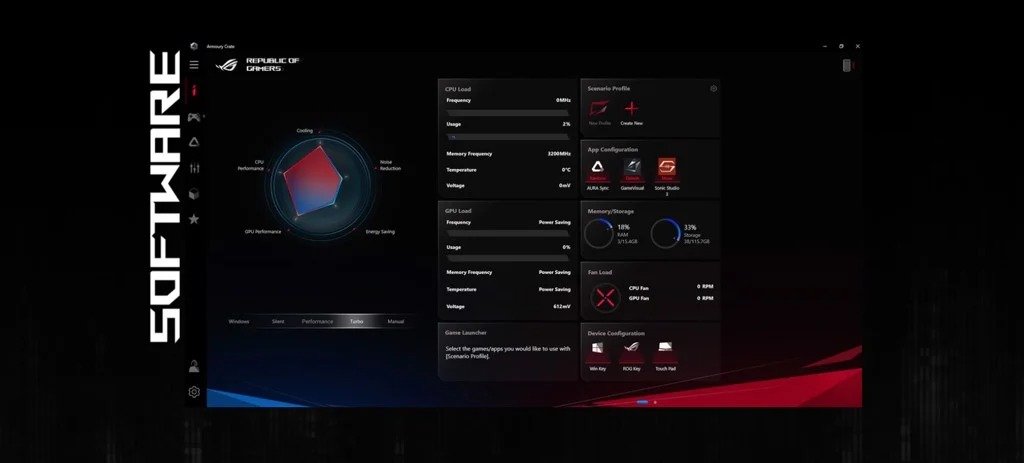 SOFTWARE
Armoury Crate
REPUBLIC OF
GAMERS
Cooling
CPU
Performance
Noise
Reduction
GPU Performance
Energy Saving
Windows
Silent
Performance
Turbo
Manual
CPU Load
Frequency
0MHz
Usage
2%
Memory Frequency
3200MHz
Temperature
0°C
Voltage
0mV
GPU Load
Frequency
Power Saving
Usage
0%
Memory Frequency
Power Saving
Temperature
Power Saving
Voltage
612mV
Game Launcher
Select the games/apps you would like to use with
[Scenario Profile].
Scenario Profile
New Profile
Create New
App Configuration
AURA Sync
GameVisual
Sonic Studio
3
Memory/Storage
18%
RAM
3/15.4GB
33%
Storage
38/115.7GB
Fan Load
CPU Fan
0 RPM
GPU Fan
0 RPM
Device Configuration
Win Key
ROG Key
Touch Pad